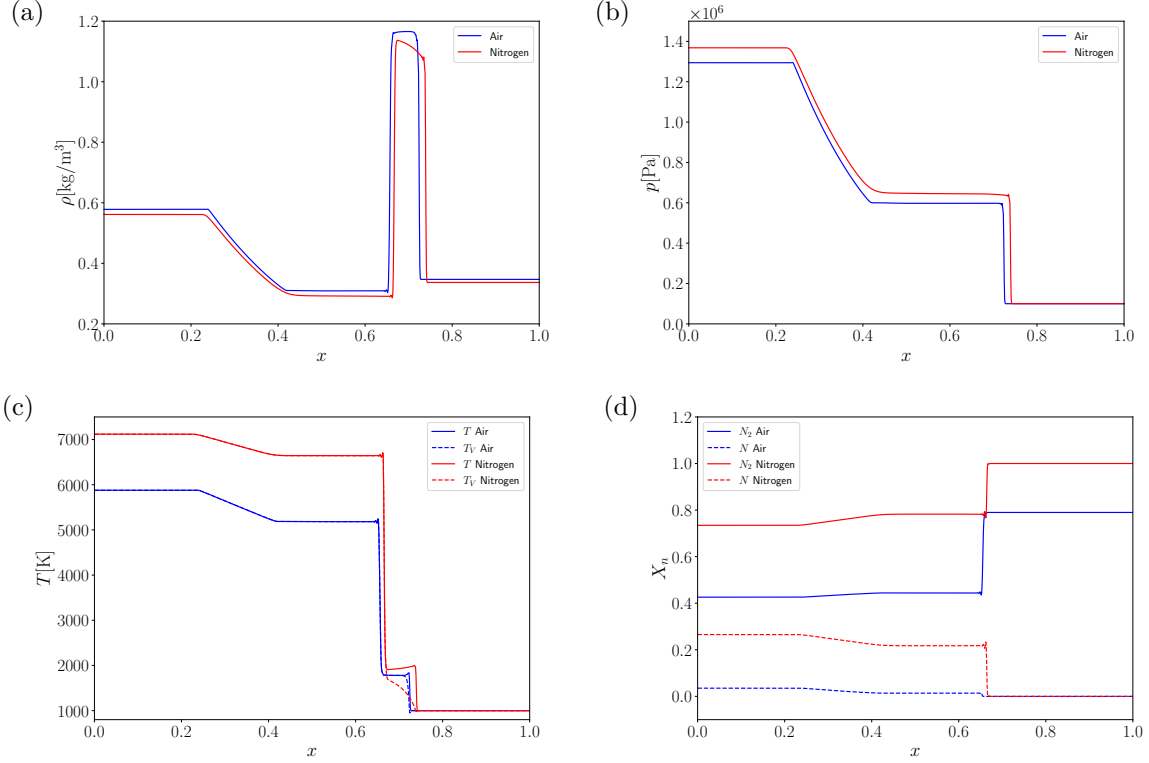 (a)
1.2
1.0
0.8
0.6
0.4
0.2
ρ[kg/m³]
0.0 0.2 0.4 0.6 0.8 1.0
x
Air
Nitrogen
(b)
×10⁶
1.4
1.2
1.0
0.8
0.6
0.4
0.2
0.0
p[Pa]
0.0 0.2 0.4 0.6 0.8 1.0
x
Air
Nitrogen
(c)
7000
6000
5000
4000
3000
2000
1000
T[K]
0.0 0.2 0.4 0.6 0.8 1.0
x
T Air
T_V Air
T Nitrogen
T_V Nitrogen
(d)
1.2
1.0
0.8
0.6
0.4
0.2
0.0
X_n
0.0 0.2 0.4 0.6 0.8 1.0
x
N₂ Air
N Air
N₂ Nitrogen
N Nitrogen